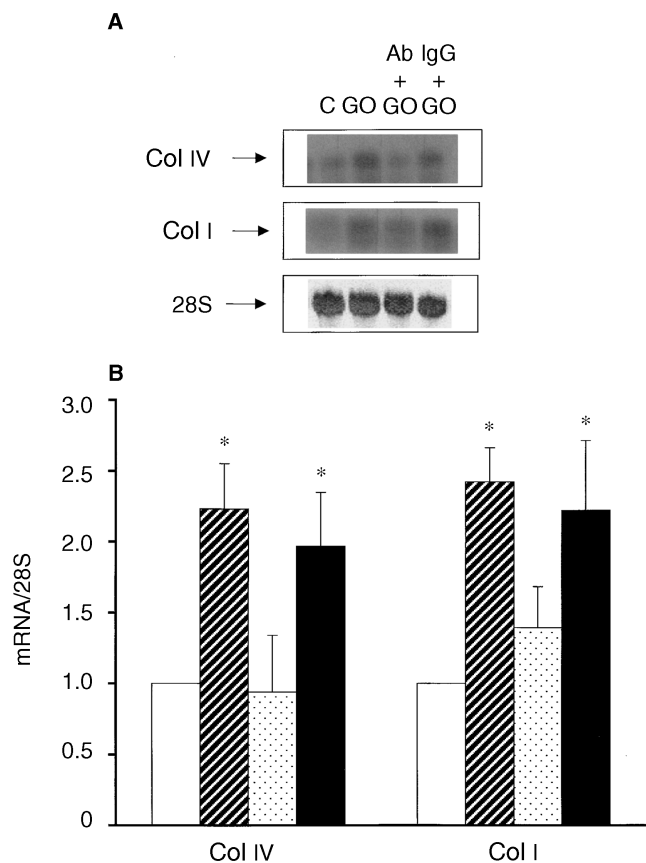 A
Ab IgG
+ +
C GO GO GO
Col IV
Col I
28S
B
3.0
*
*
*
*
2.5
2.0
mRNA/28S
1.5
1.0
0.5
0
Col IV
Col I